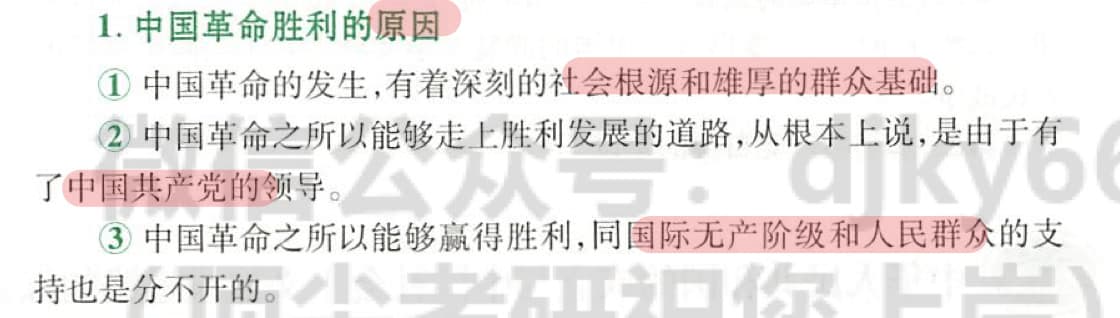 1. 中国革命胜利的原因
① 中国革命的发生,有着深刻的社会根源和雄厚的群众基础。
② 中国革命之所以能够走上胜利发展的道路,从根本上说,是由于有
了中国共产党的领导。
③ 中国革命之所以能够赢得胜利,同国际无产阶级和人民群众的支
持也是分不开的。
微信公众号: djky66